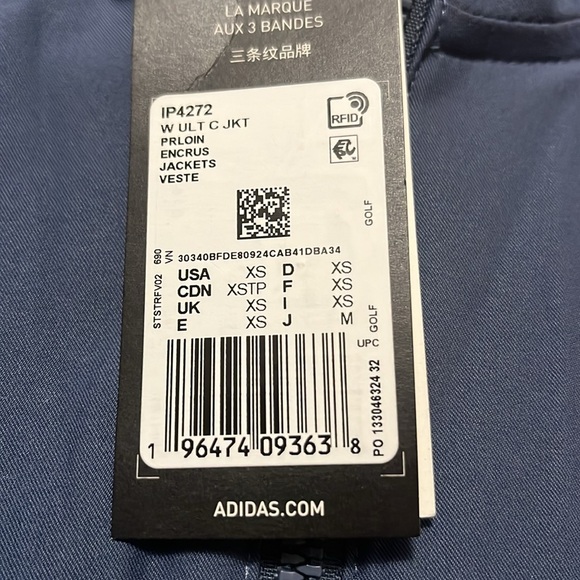 LA MARQUE
AUX 3 BANDES
三条纹品牌
IP4272
W ULT C JKT
PRLOIN
ENCRUS
JACKETS
VESTE
RFID
GOLF
STSTRFV02 690
VN
30340BFDE80924CAB41DBA34
USA XS D XS
CDN XSTP F XS
UK XS I XS
E XS J M
GOLF
UPC
1 96474 09363 8
PO 133046324 32
ADIDAS.COM